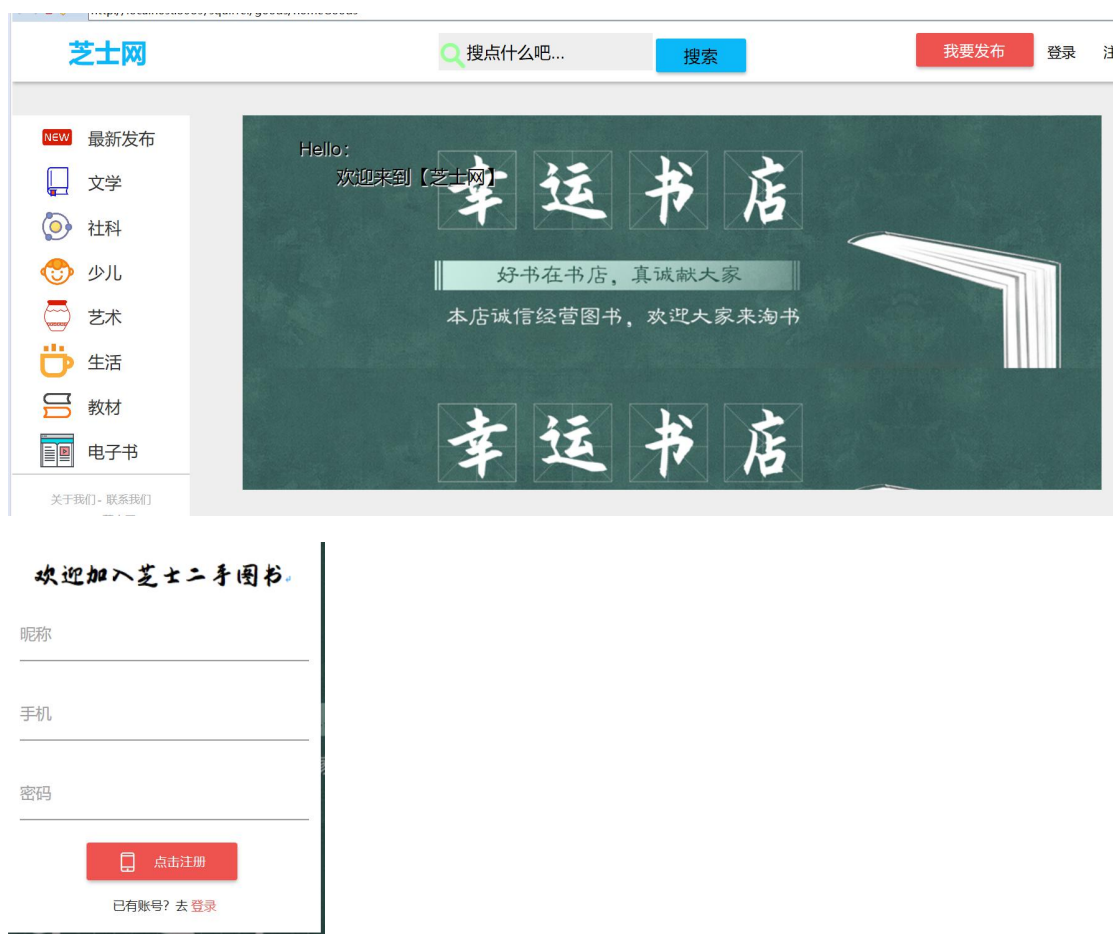 芝士网
搜点什么吧...
搜索
我要发布
登录
NEW 最新发布
文学
社科
少儿
艺术
生活
教材
电子书
关于我们 - 联系我们
Hello:
欢迎来到【芝士网】
幸运书店
好书在书店，真诚献大家
本店诚信经营图书，欢迎大家来淘书
幸运书店
欢迎加入芝士二手图书
昵称
手机
密码
点击注册
已有账号？去 登录